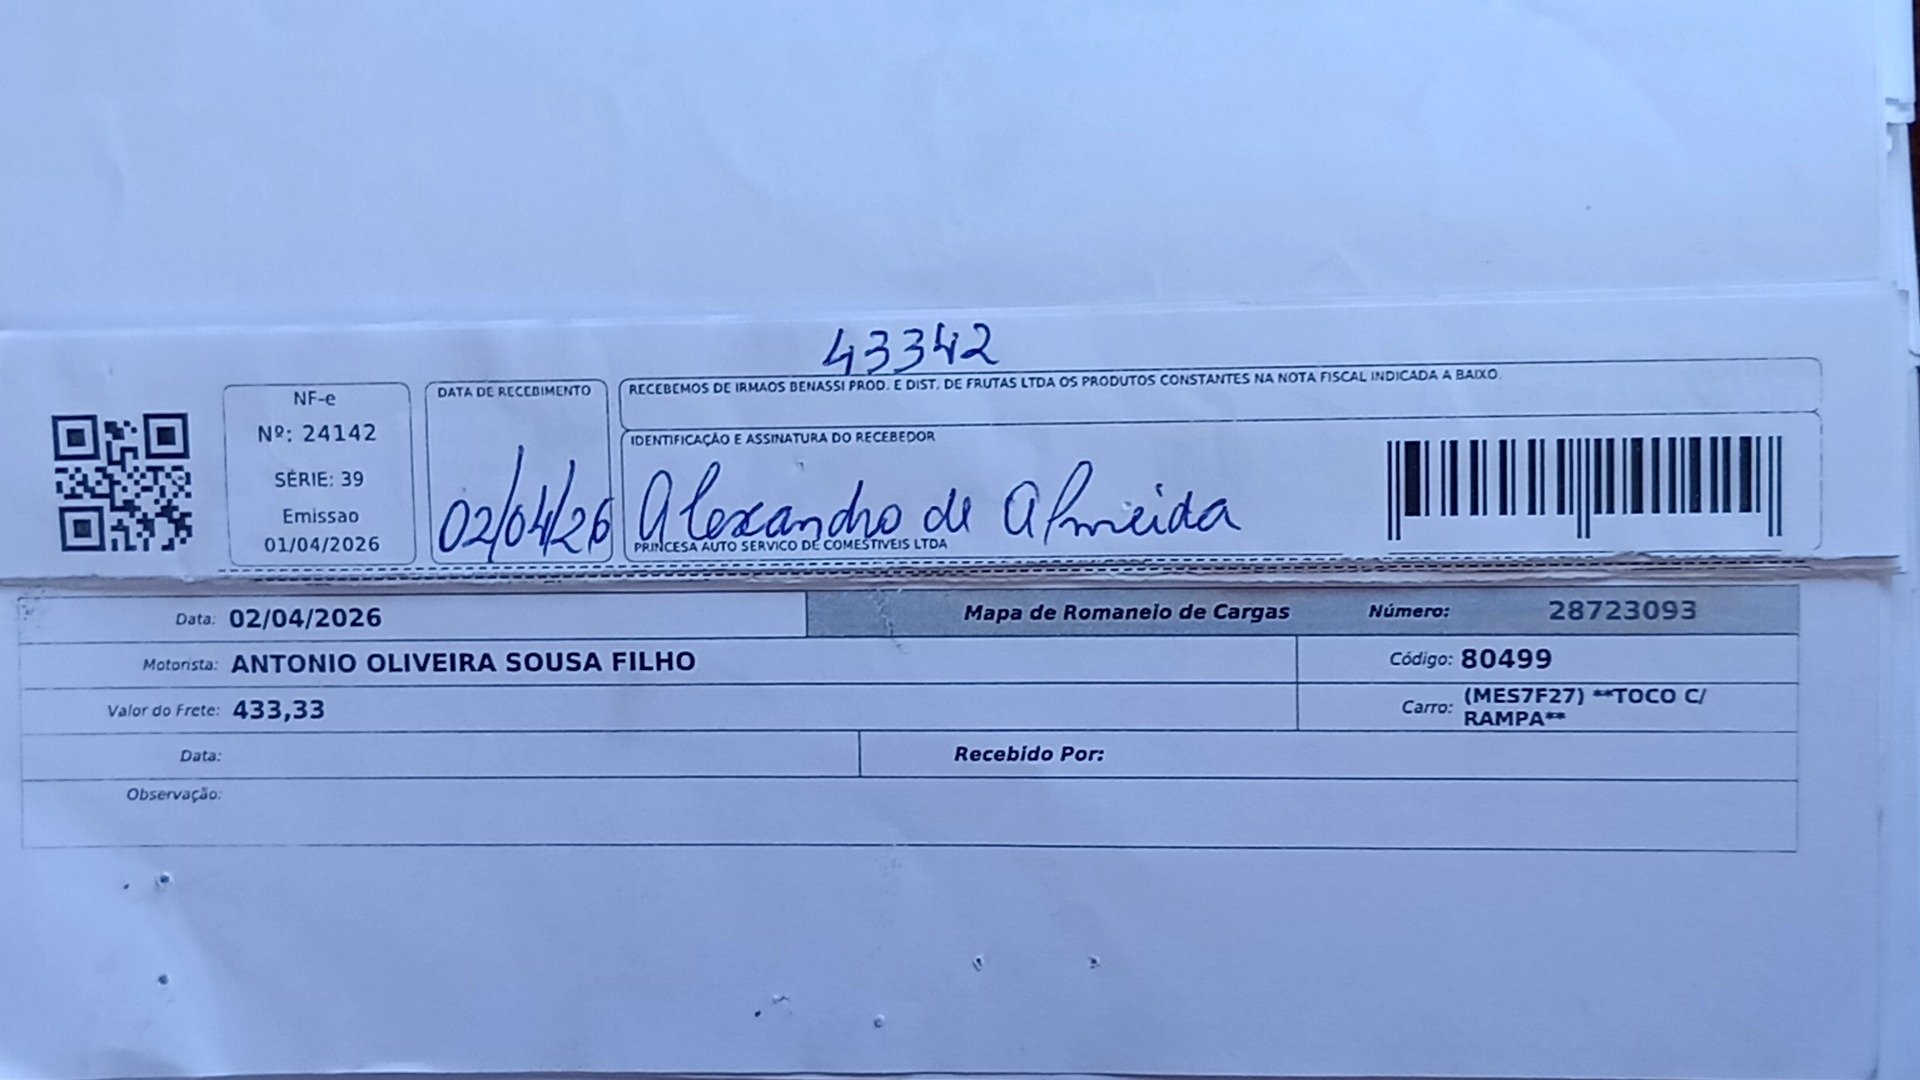 43342
NF-e
Nº: 24142
SÉRIE: 39
Emissao
01/04/2026
DATA DE RECEBIMENTO
02/04/26
RECEBEMOS DE IRMAOS BENASSI PROD. E DIST. DE FRUTAS LTDA OS PRODUTOS CONSTANTES NA NOTA FISCAL INDICADA A BAIXO.
IDENTIFICAÇÃO E ASSINATURA DO RECEBEDOR
Alexandro de Almeida
PRINCESA AUTO SERVICO DE COMESTIVEIS LTDA
Data: 02/04/2026
Mapa de Romaneio de Cargas Número: 28723093
Motorista: ANTONIO OLIVEIRA SOUSA FILHO
Código: 80499
Valor do Frete: 433,33
Carro: (MES7F27) **TOCO C/
RAMPA**
Data:
Recebido Por:
Observação: